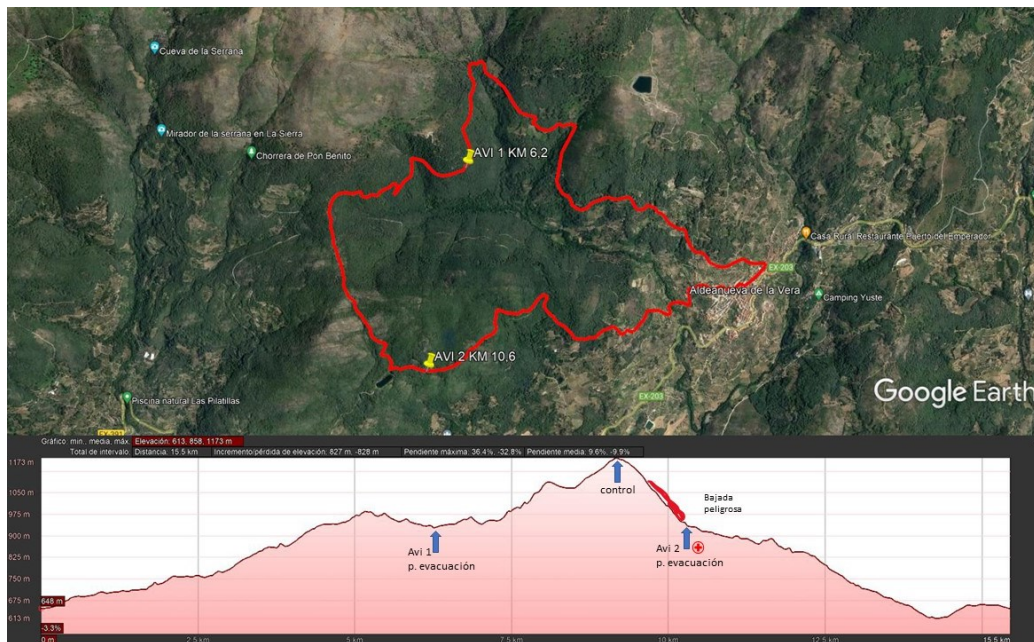 Cueva de la Serrana
Mirador de la serrana en La Sierra
Chorrera de Pon Benito
AVI 1 KM 6,2
Casa Rural Restaurante Puerto del Emperador
EX-203
Aldeanueva de la Vera
Camping Yuste
AVI 2 KM 10,6
Piscina natural Las Pilatillas
EX-203
EX-203
Google Earth
Gráfico: mín., media, máx. Elevación: 613, 858, 1173 m
Total de intervalo: Distancia: 15.5 km Incremento/pérdida de elevación: 827 m, -828 m Pendiente máxima: 36.4%, -32.8% Pendiente media: 9.6%, -9.9%
1173 m
1050 m
975 m
900 m
825 m
750 m
675 m
648 m
613 m
-3.3%
control
Bajada
peligrosa
Avi 1
p. evacuación
Avi 2
p. evacuación
0 m 2.5 km 5 km 7.5 km 10 km 12.5 km 15.5 km